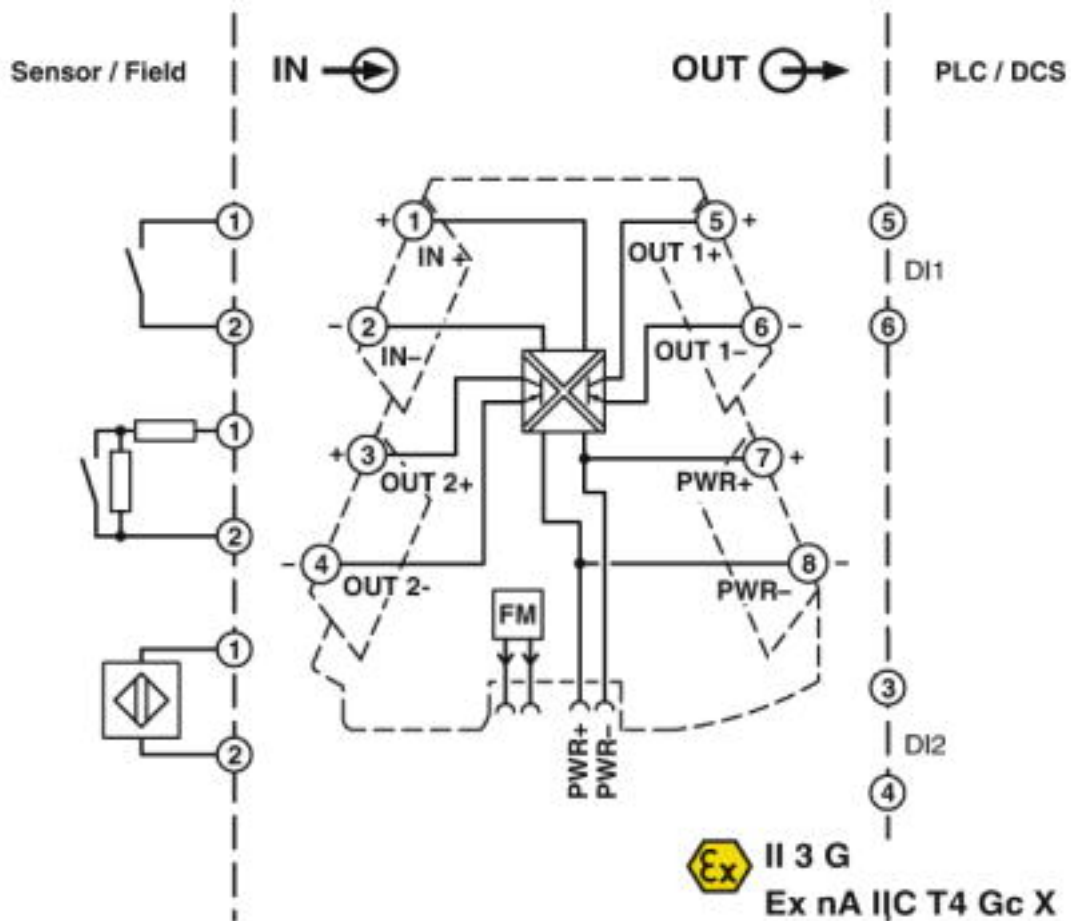 Sensor / Field
IN
OUT
PLC / DCS
1
+ 1
5 +
5
IN +
OUT 1+
DI1
2
- 2
6 -
6
IN–
OUT 1–
1
+ 3
7 +
OUT 2+
PWR+
2
- 4
8 -
OUT 2-
PWR–
FM
1
3
2
PWR+
PWR–
DI2
4
Ex
II 3 G
Ex nA IIC T4 Gc X